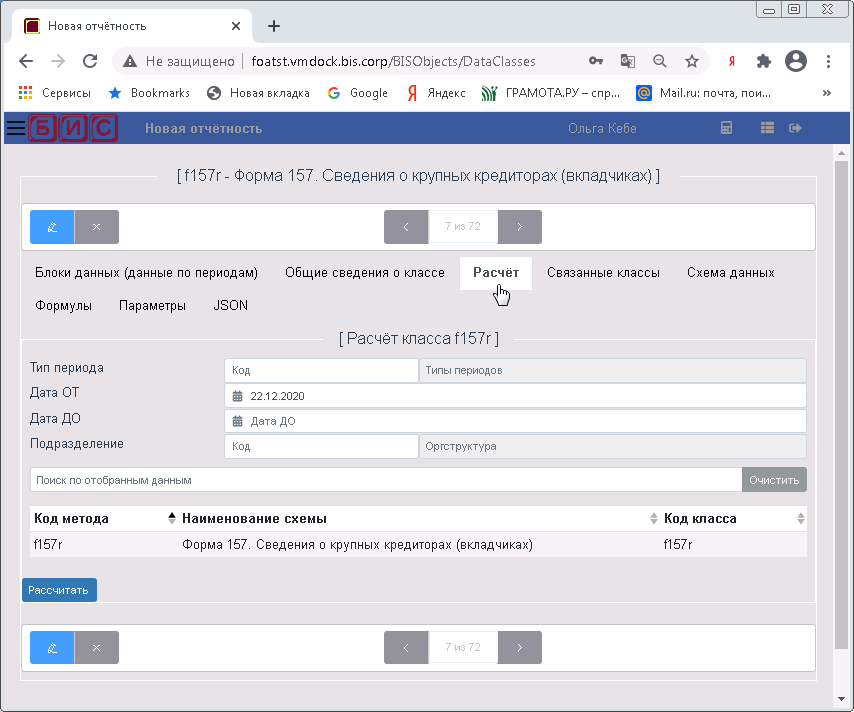 Новая отчётность
Не защищено foatst.vmdock.bis.corp/BISObjects/DataClasses
Сервисы Bookmarks Новая вкладка Google Яндекс ГРАМОТА.РУ – спр... Mail.ru: почта, пои... »
БИС Новая отчётность Ольга Кебе
[ f157r - Форма 157. Сведения о крупных кредиторах (вкладчиках) ]
7 из 72
Блоки данных (данные по периодам) Общие сведения о классе Расчёт Связанные классы Схема данных
Формулы Параметры JSON
[ Расчёт класса f157r ]
Тип периода Код Типы периодов
Дата ОТ 22.12.2020
Дата ДО Дата ДО
Подразделение Код Оргструктура
Поиск по отобранным данным Очистить
Код метода Наименование схемы Код класса
f157r Форма 157. Сведения о крупных кредиторах (вкладчиках) f157r
Рассчитать
7 из 72